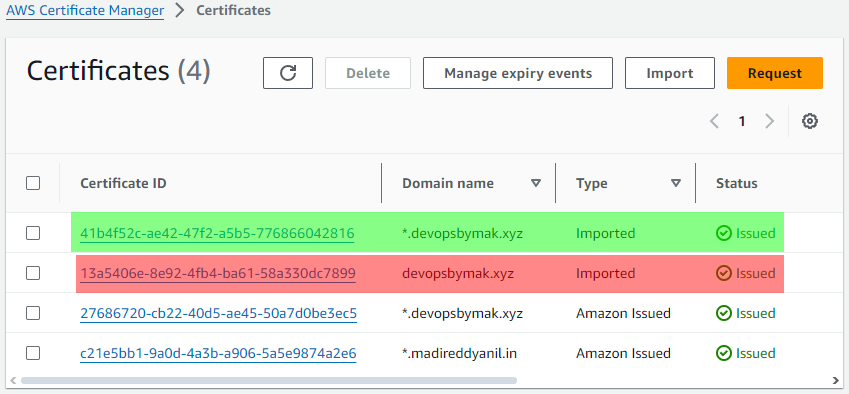 AWS Certificate Manager > Certificates
Certificates (4) Delete Manage expiry events Import Request
1
Certificate ID Domain name Type Status
41b4f52c-ae42-47f2-a5b5-776866042816 *.devopsbymak.xyz Imported Issued
13a5406e-8e92-4fb4-ba61-58a330dc7899 devopsbymak.xyz Imported Issued
27686720-cb22-40d5-ae45-50a7d0be3ec5 *.devopsbymak.xyz Amazon Issued Issued
c21e5bb1-9a0d-4a3b-a906-5a5e9874a2e6 *.madireddyanil.in Amazon Issued Issued